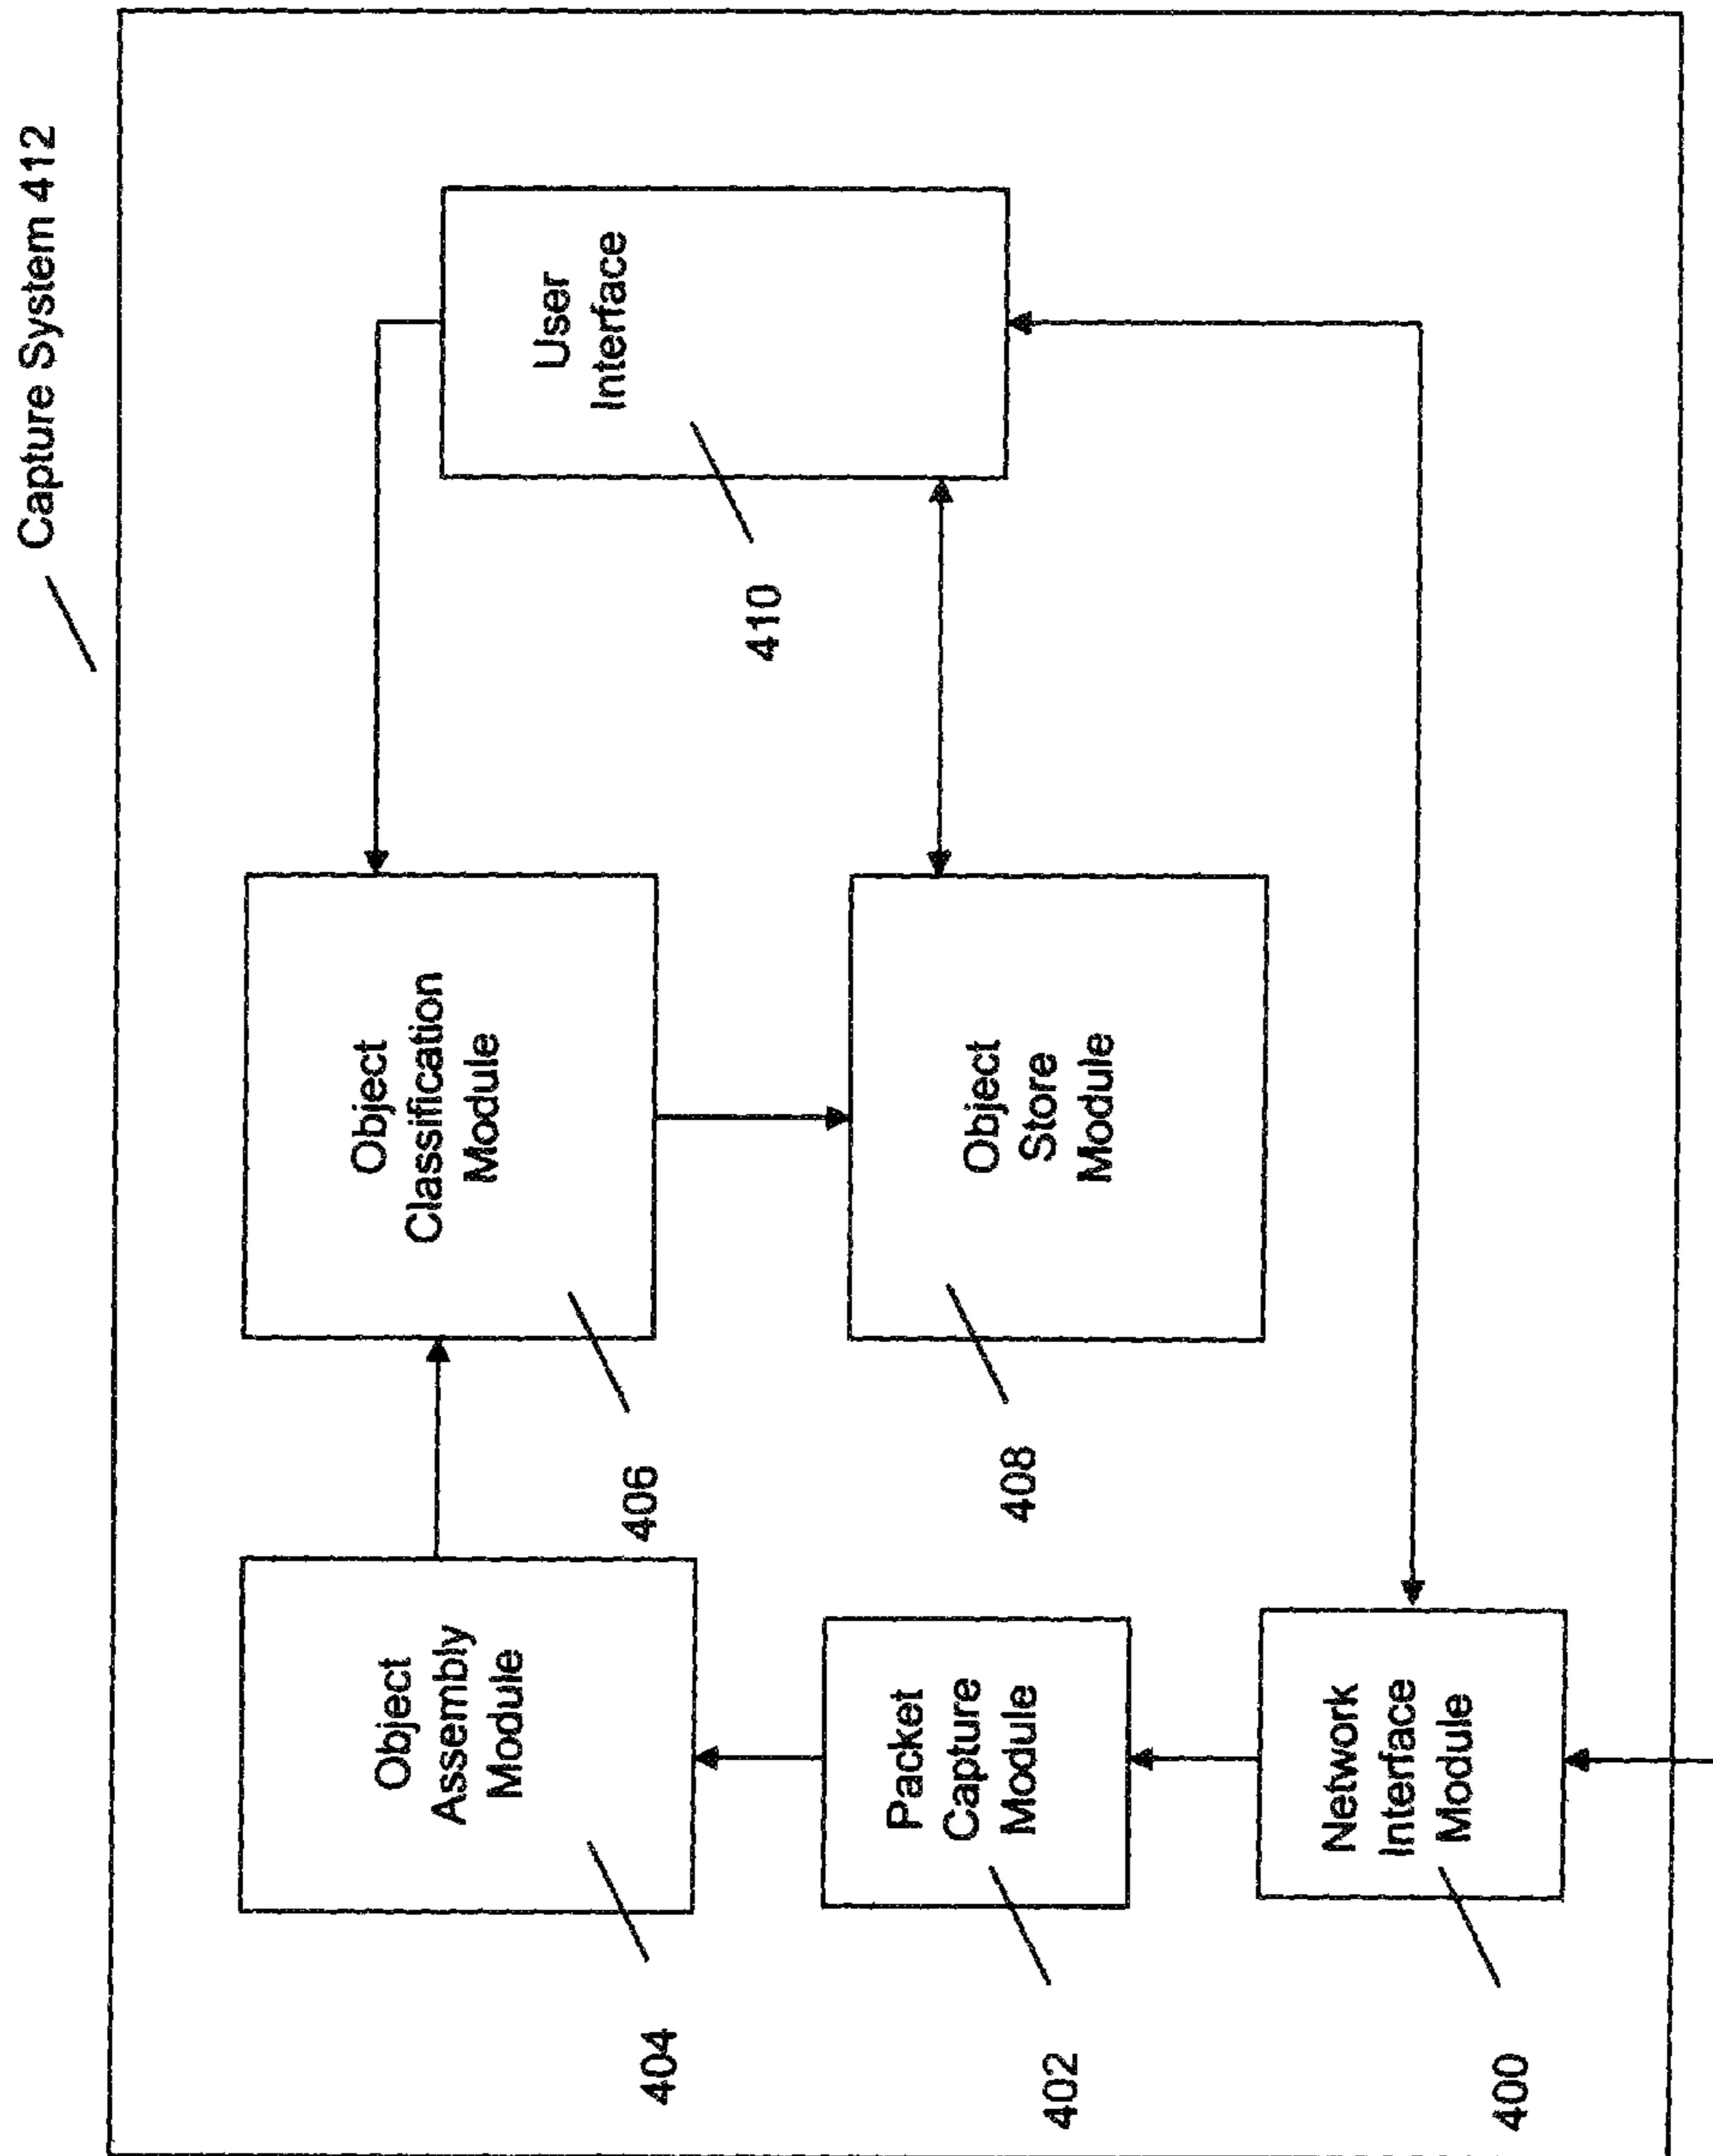 Capture System 412
Object
Assembly
Module
404
Packet
Capture
Module
402
Network
Interface
Module
400
Object
Classification
Module
406
Object
Store
Module
408
User
Interface
410